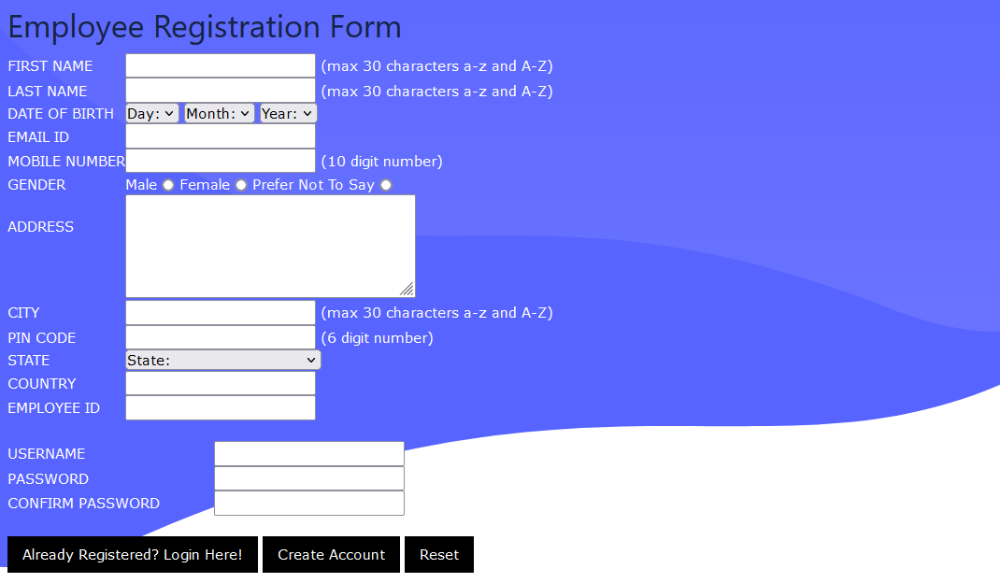 Employee Registration Form
FIRST NAME (max 30 characters a-z and A-Z)
LAST NAME (max 30 characters a-z and A-Z)
DATE OF BIRTH Day: Month: Year:
EMAIL ID
MOBILE NUMBER (10 digit number)
GENDER Male Female Prefer Not To Say
ADDRESS
CITY (max 30 characters a-z and A-Z)
PIN CODE (6 digit number)
STATE State:
COUNTRY
EMPLOYEE ID
USERNAME
PASSWORD
CONFIRM PASSWORD
Already Registered? Login Here! Create Account Reset